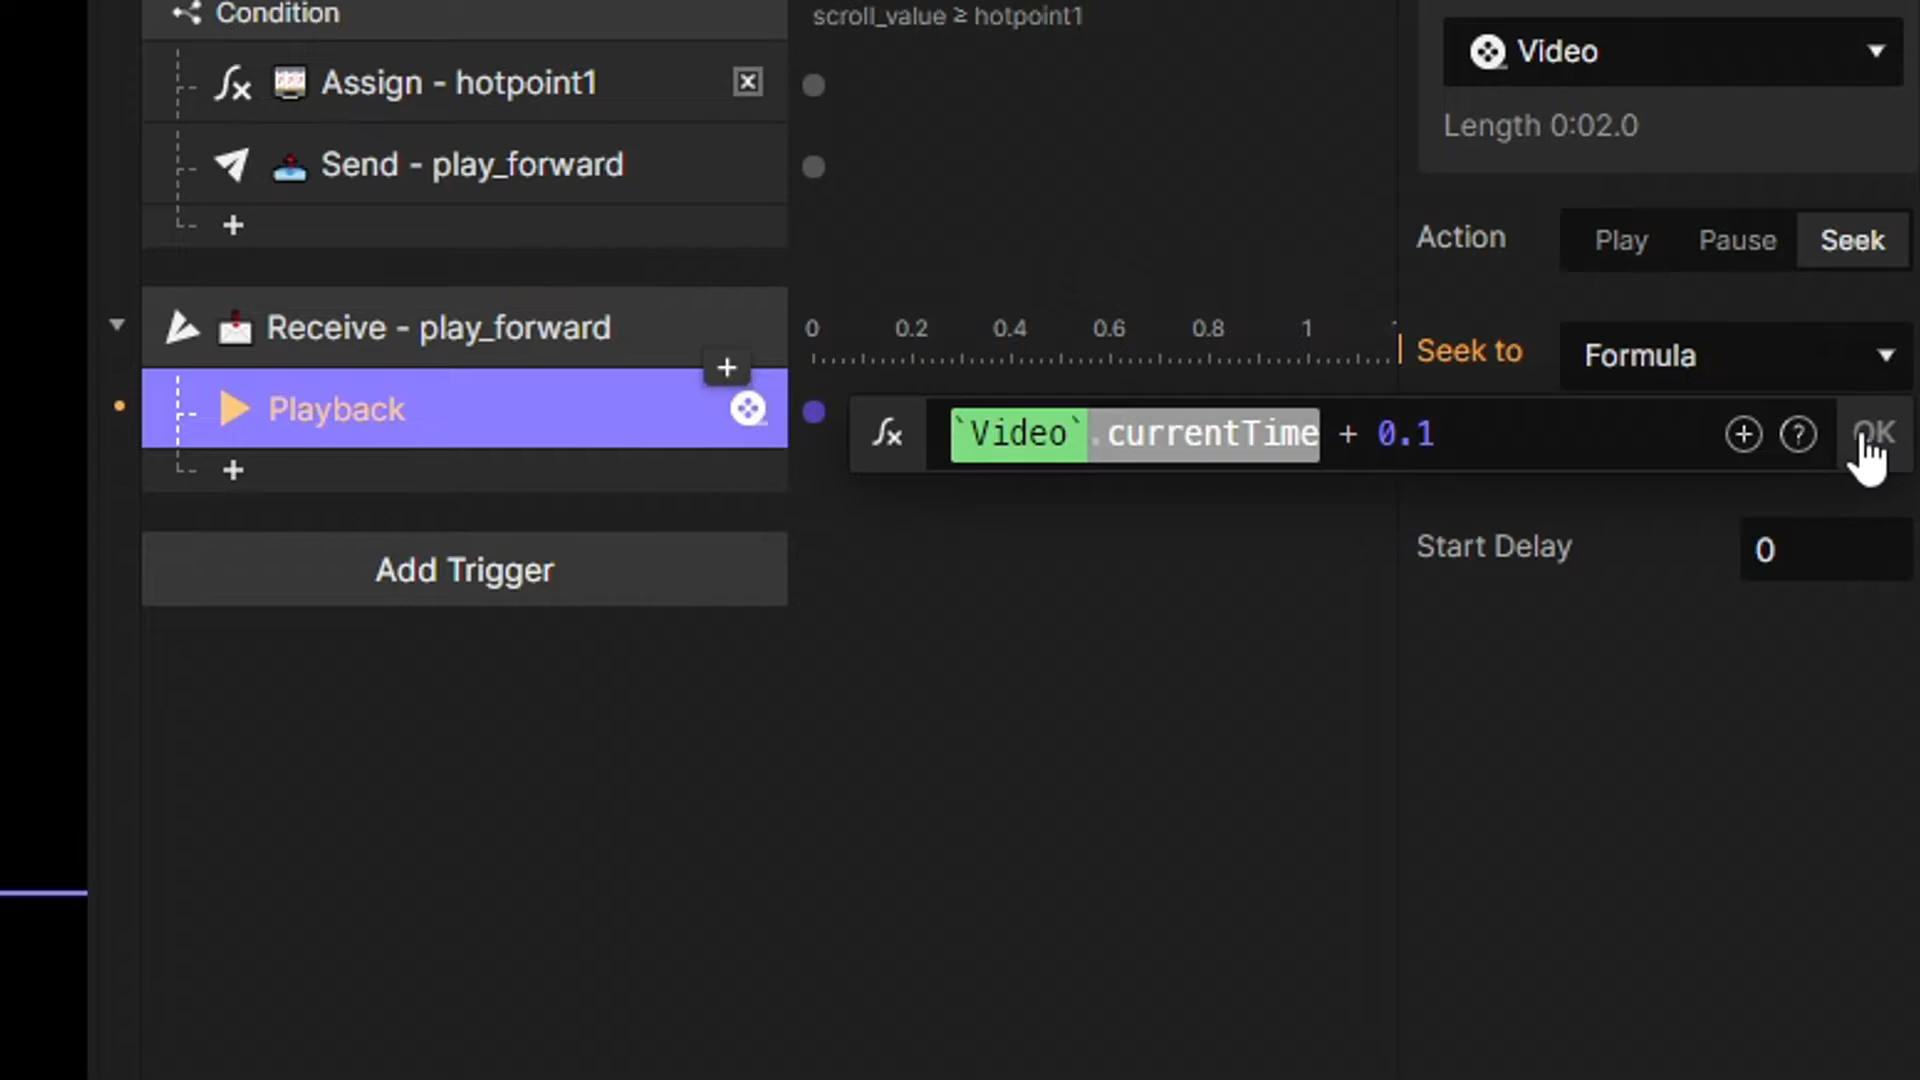 Condition
scroll_value ≥ hotpoint1
Video
fx Assign - hotpoint1
Length 0:02.0
Send - play_forward
+
Action
Play
Pause
Seek
Receive - play_forward
0 0.2 0.4 0.6 0.8 1
Seek to
Formula
+
Playback
fx `Video`.currentTime + 0.1
OK
+
Start Delay
0
Add Trigger